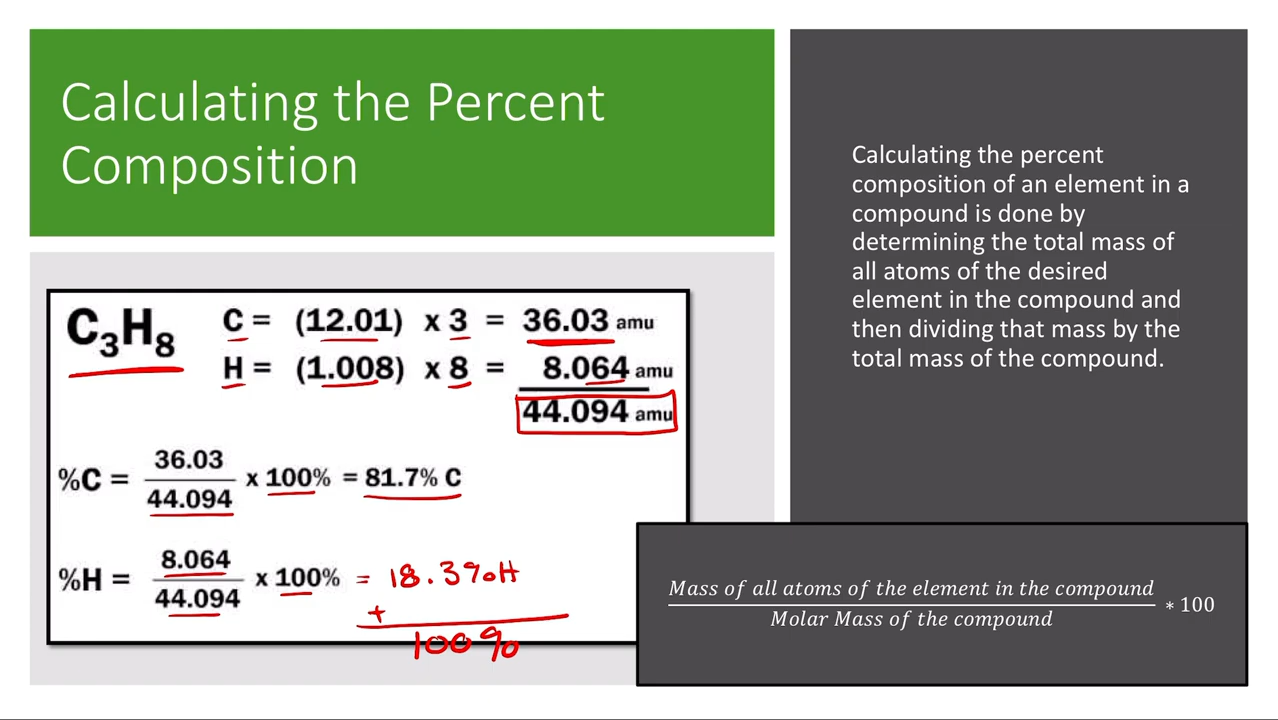 Calculating the Percent
Composition
Calculating the percent
composition of an element in a
compound is done by
determining the total mass of
all atoms of the desired
element in the compound and
then dividing that mass by the
total mass of the compound.
C₃H₈
C = (12.01) x 3 = 36.03 amu
H = (1.008) x 8 = 8.064 amu
44.094 amu
%C = 36.03
44.094 x 100% = 81.7% C
%H = 8.064
44.094 x 100% = 18.3% H
+
100%
Mass of all atoms of the element in the compound
Molar Mass of the compound * 100